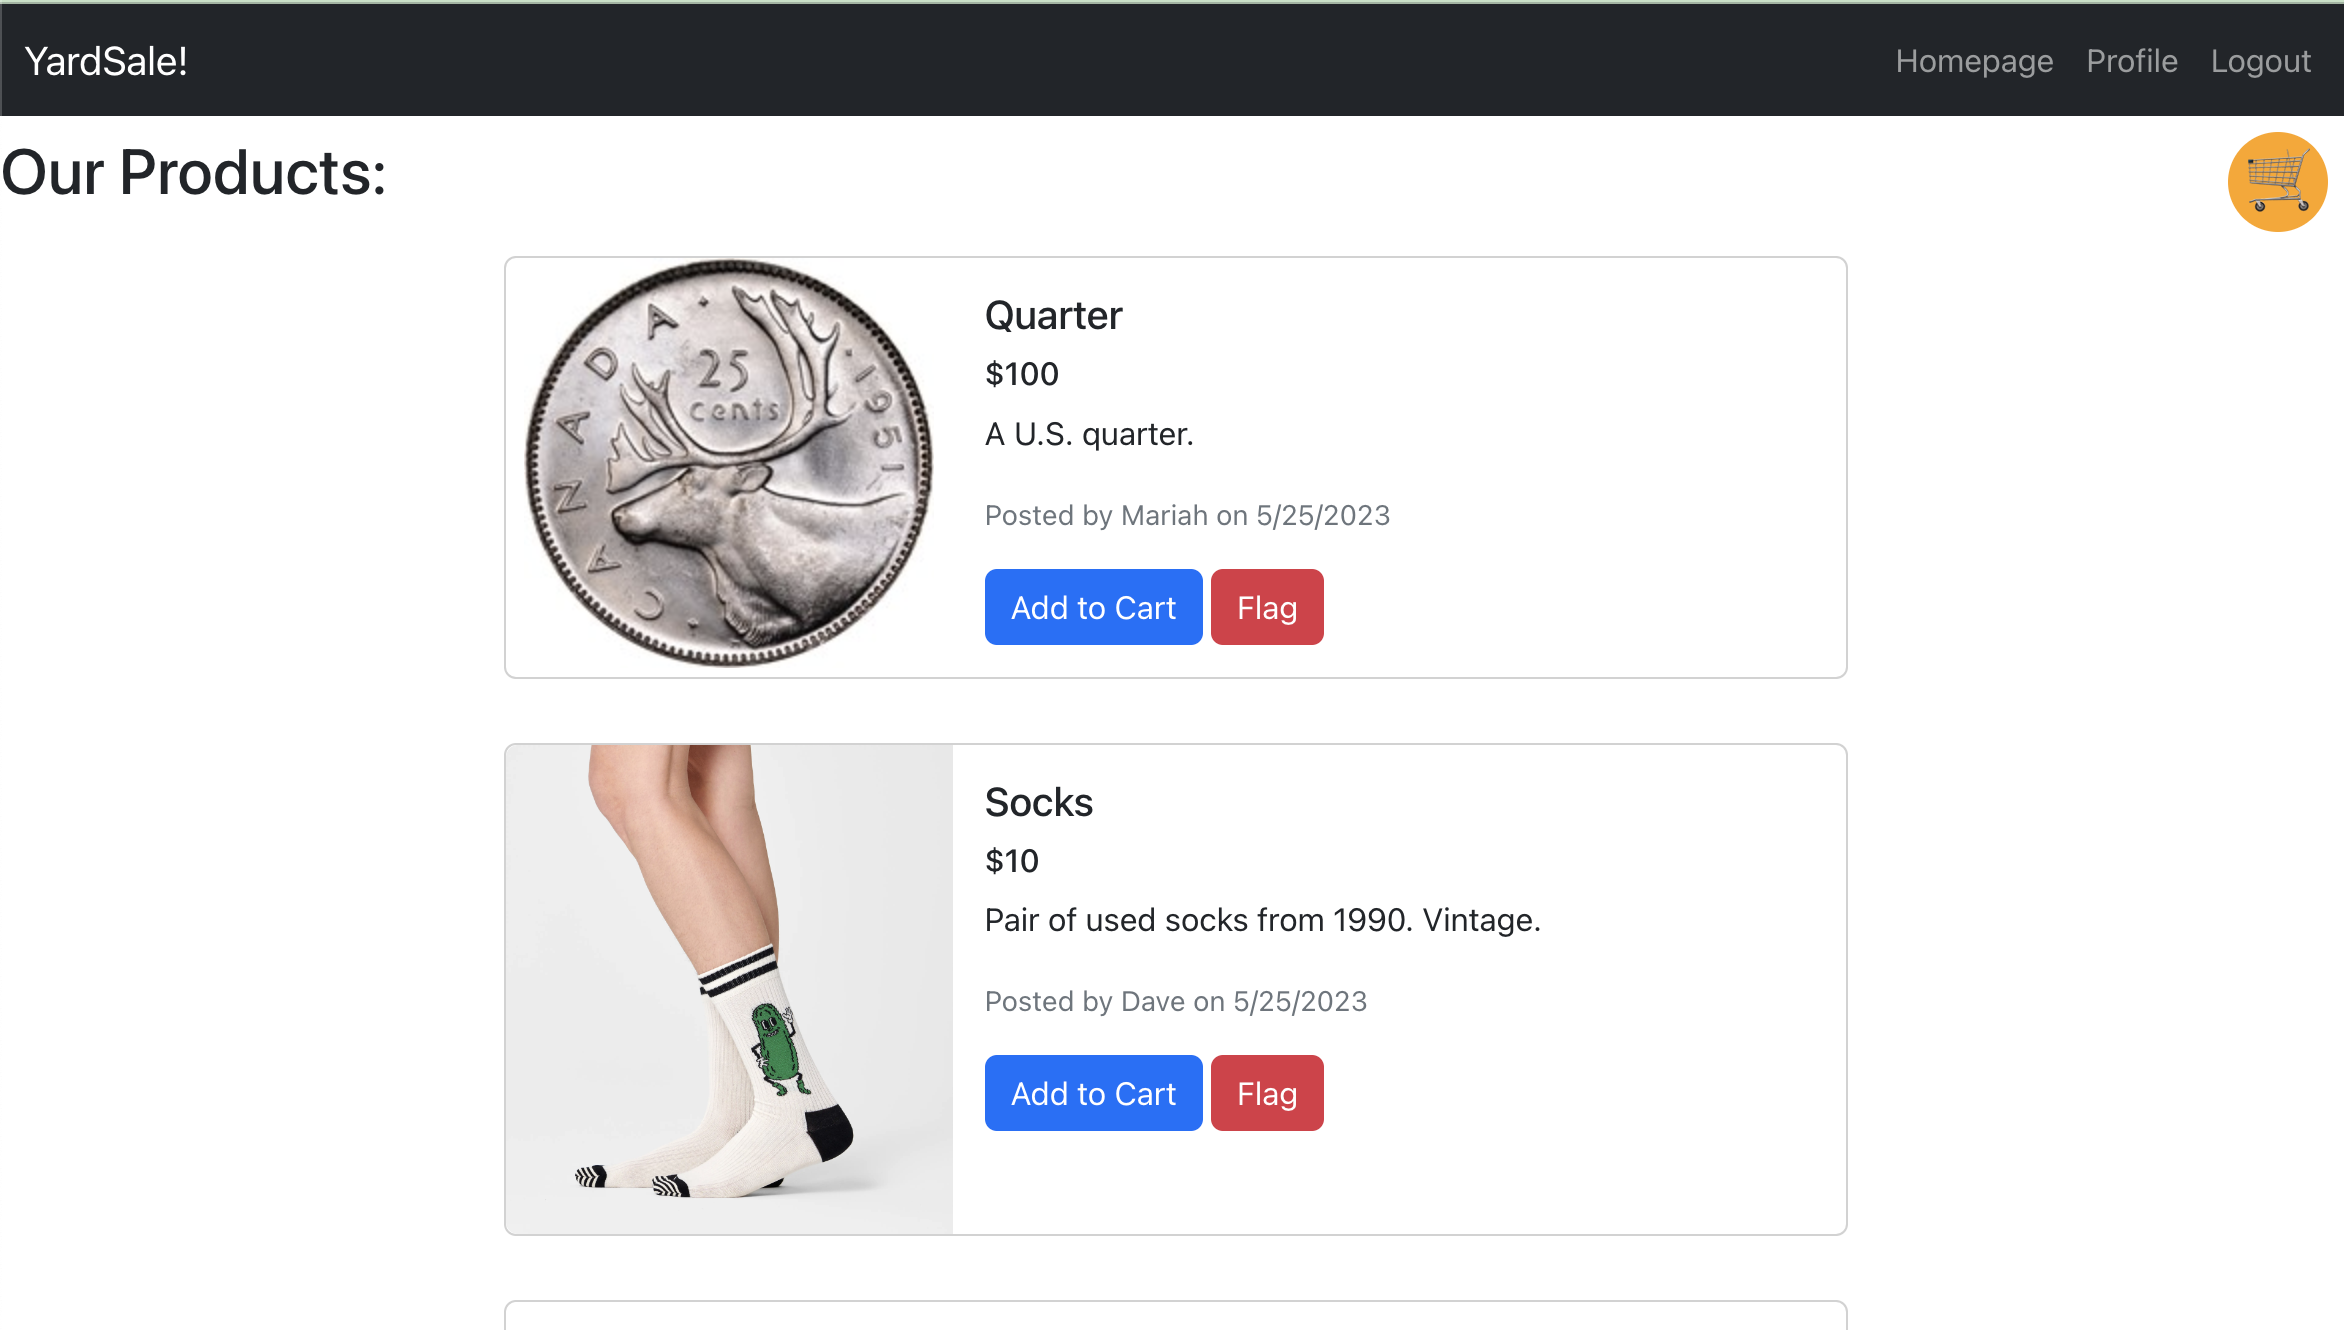 YardSale!
Homepage Profile Logout
Our Products:
CANADA 1951
25
cents
Quarter
$100
A U.S. quarter.
Posted by Mariah on 5/25/2023
Add to Cart Flag
Socks
$10
Pair of used socks from 1990. Vintage.
Posted by Dave on 5/25/2023
Add to Cart Flag